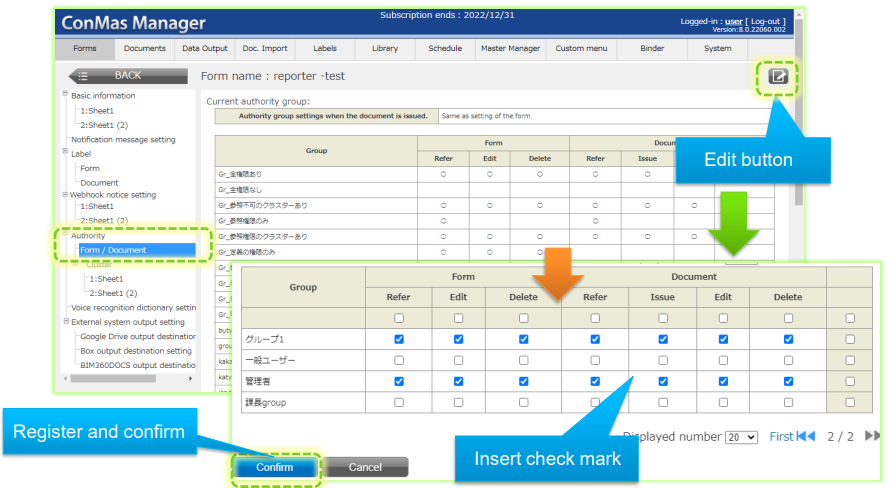 ConMas Manager
Subscription ends : 2022/12/31
Logged-in : user [ Log-out ]
Version:8.0.22060.002
Forms Documents Data Output Doc. Import Labels Library Schedule Master Manager Custom menu Binder System
BACK
Form name : reporter -test
Basic information
1:Sheet1
2:Sheet1 (2)
Notification message setting
Label
Form
Document
Webhook notice setting
1:Sheet1
2:Sheet1 (2)
Authority
Form / Document
Cluster
1:Sheet1
2:Sheet1 (2)
Voice recognition dictionary settin
External system output setting
Google Drive output destination
Box output destination setting
BIM360DOCS output destinatio
Current authority group:
Authority group settings when the document is issued. Same as setting of the form.
Group Form Docun
Refer Edit Delete Refer Issue
Gr_全権限あり ○ ○ ○ ○ ○
Gr_全権限なし
Gr_参照不可のクラスターあり ○ ○ ○ ○ ○ ○
Gr_参照権限のみ ○ ○
Gr_参照権限のクラスターあり ○ ○ ○ ○ ○ ○
Gr_定義の権限のみ ○ ○ ○
Gr_
Gr_
Gr_
Gr_
buty
grou
kaka
katy
Edit button
Group Form Document
Refer Edit Delete Refer Issue Edit Delete
グループ1
一般ユーザー
管理者
課長group
Displayed number 20 First 2 / 2
Register and confirm
Insert check mark
Confirm Cancel